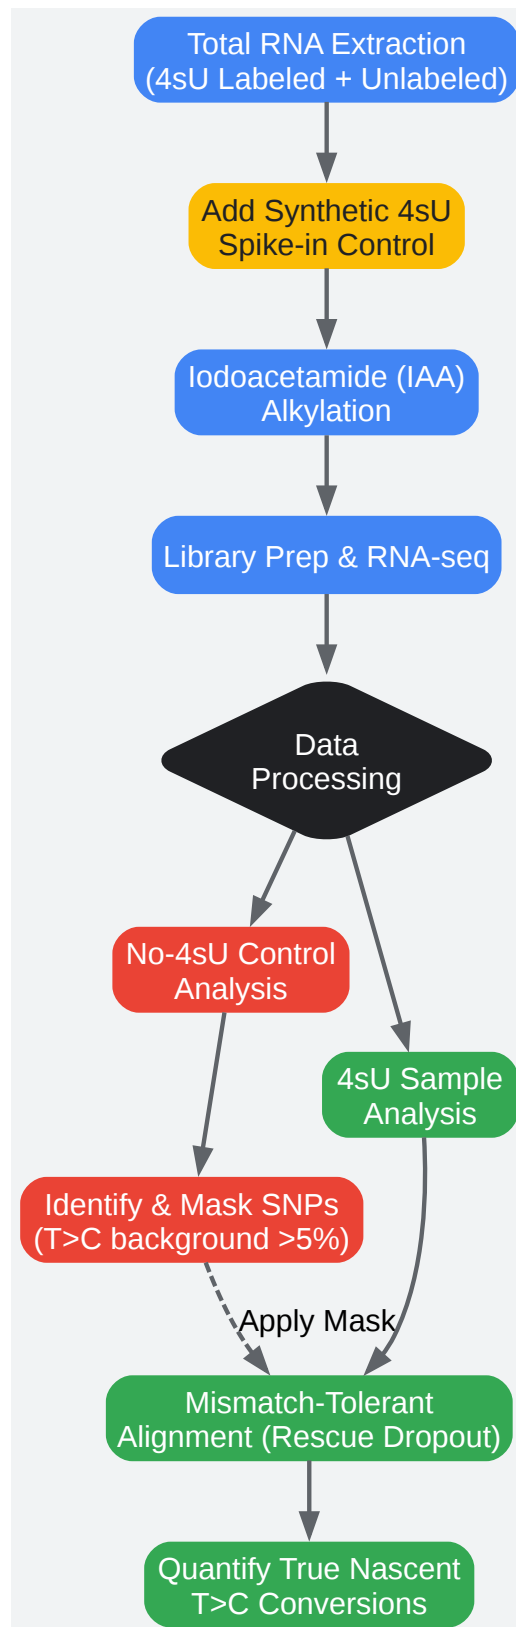 Total RNA Extraction
(4sU Labeled + Unlabeled)
Add Synthetic 4sU
Spike-in Control
Iodoacetamide (IAA)
Alkylation
Library Prep & RNA-seq
Data
Processing
No-4sU Control
Analysis
4sU Sample
Analysis
Identify & Mask SNPs
(T>C background >5%)
Apply Mask
Mismatch-Tolerant
Alignment (Rescue Dropout)
Quantify True Nascent
T>C Conversions